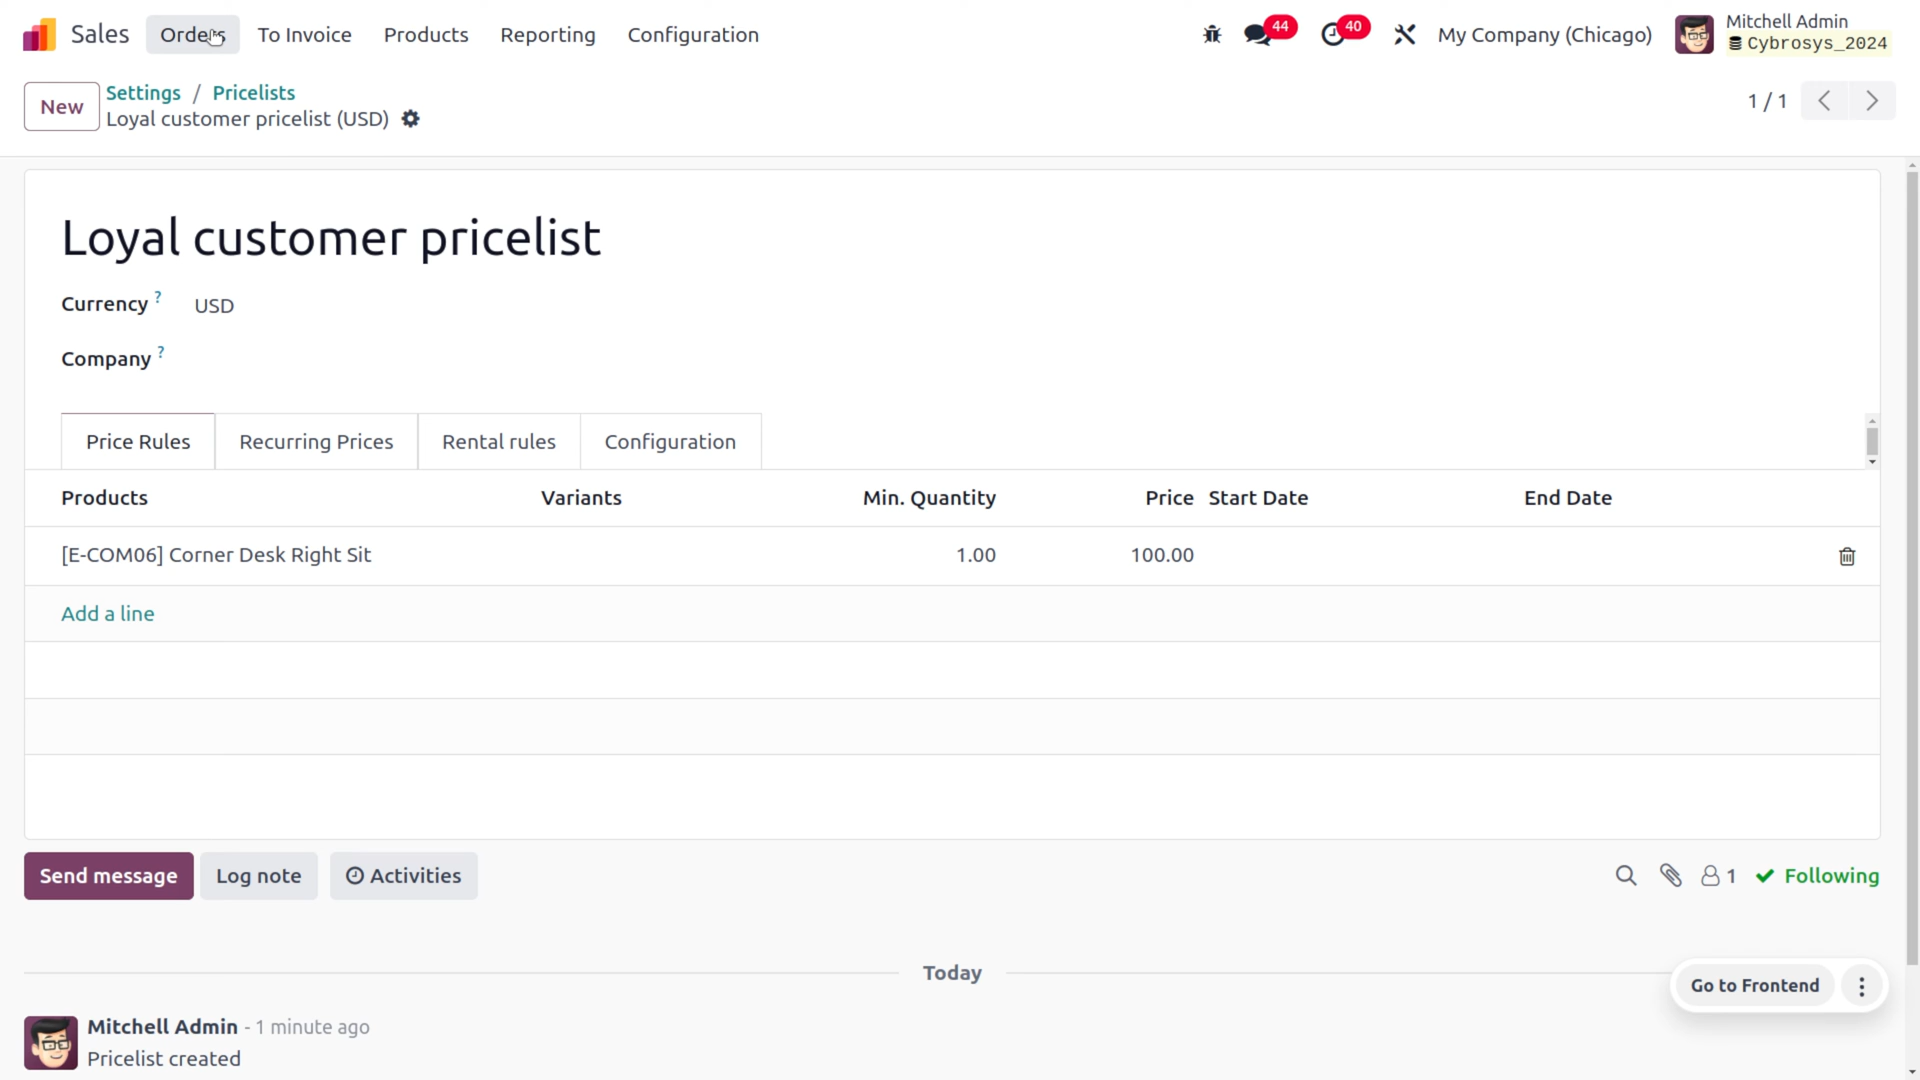 Sales Orders To Invoice Products Reporting Configuration 44 40 My Company (Chicago) Mitchell Admin
Cybrosys_2024
New Settings / Pricelists 1 / 1
Loyal customer pricelist (USD)
Loyal customer pricelist
Currency ? USD
Company ?
Price Rules Recurring Prices Rental rules Configuration
Products Variants Min. Quantity Price Start Date End Date
[E-COM06] Corner Desk Right Sit 1.00 100.00
Add a line
Send message Log note Activities 1 Following
Today
Go to Frontend
Mitchell Admin - 1 minute ago
Pricelist created